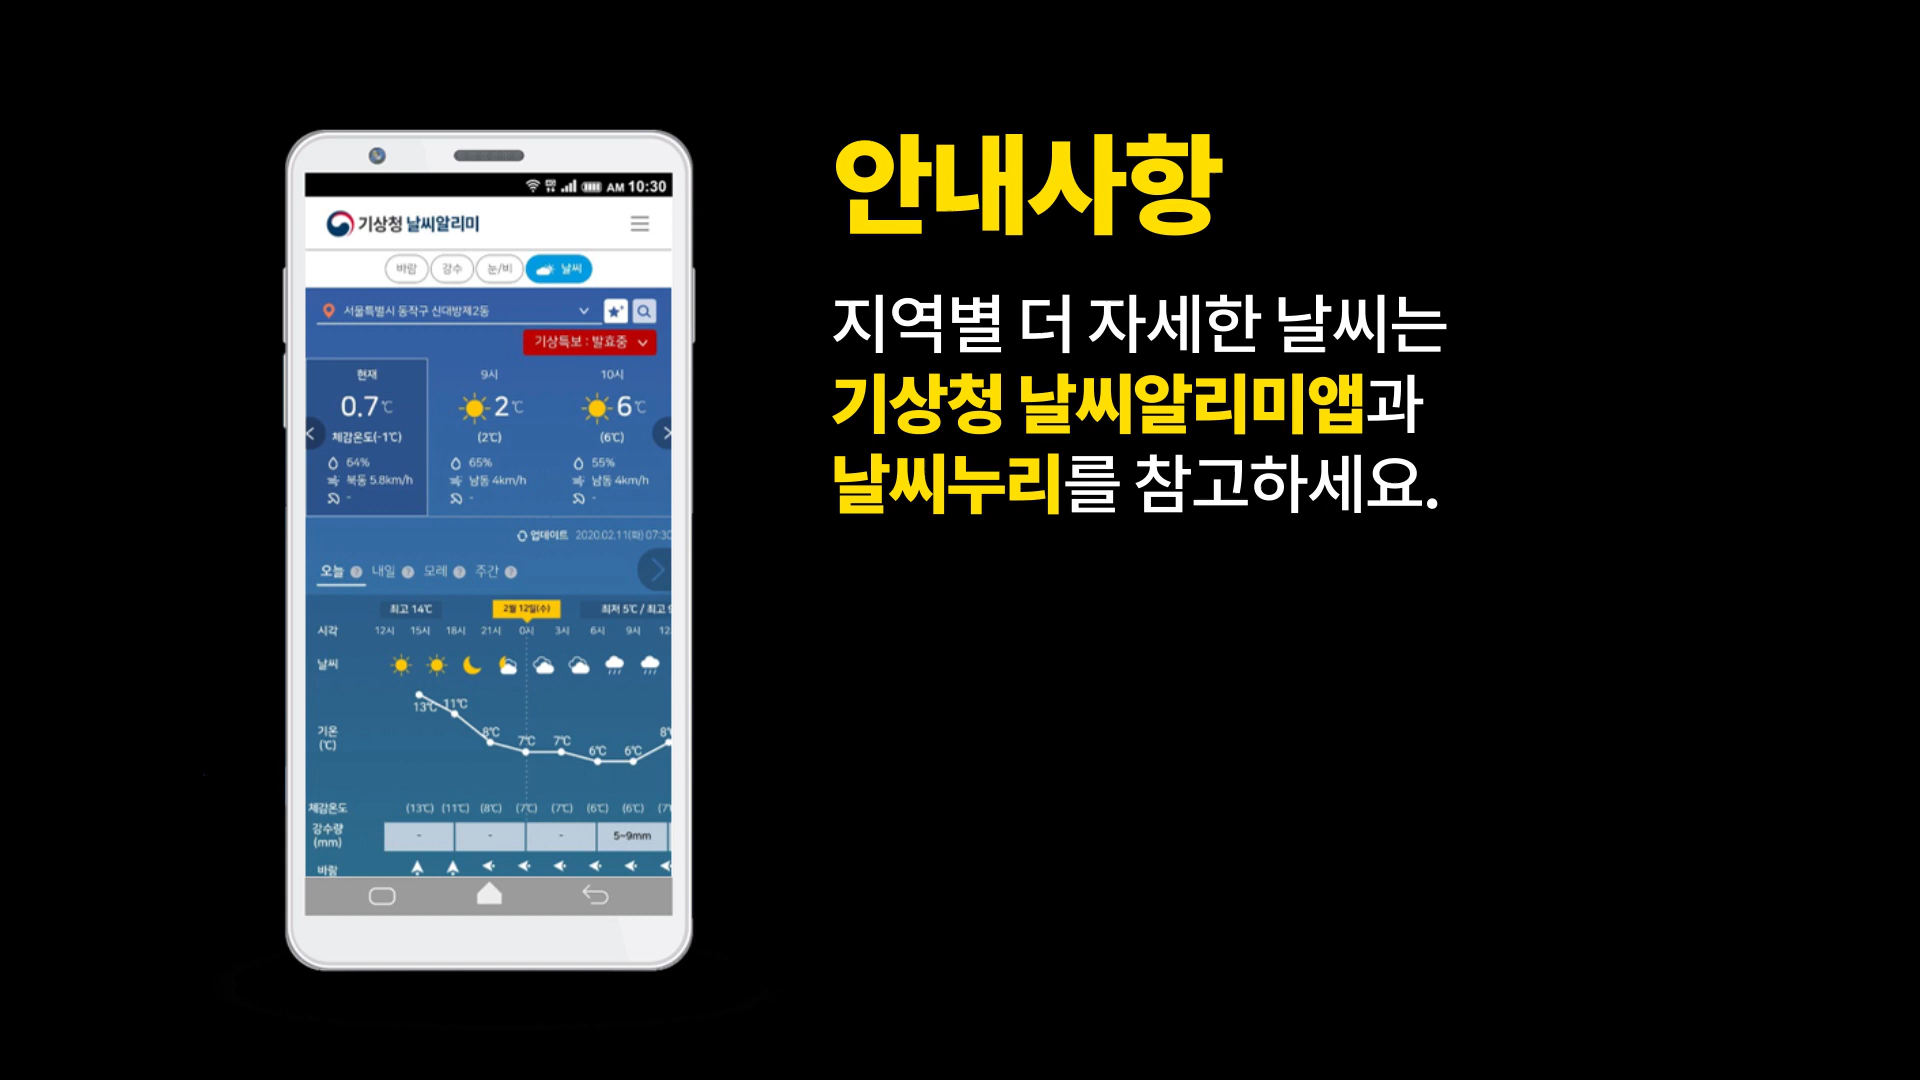 안내사항
지역별 더 자세한 날씨는
기상청 날씨알리미앱과
날씨누리를 참고하세요.
AM 10:30
기상청 날씨알리미
바람 강수 눈/비 날씨
서울특별시 동작구 신대방제2동
기상특보 : 발효중
현재 9시 10시
0.7℃ 2℃ 6℃
체감온도(-1℃) (2℃) (6℃)
64% 65% 55%
북동 5.8km/h 남동 4km/h 남동 4km/h
- - -
업데이트 2020.02.11(화) 07:30
오늘 ? 내일 ? 모레 ? 주간 ?
최고 14℃ 2월 12일(수) 최저 5℃ / 최고
시각 12시 15시 18시 21시 0시 3시 6시 9시 12
날씨
13℃ 11℃ 8℃ 7℃ 7℃ 6℃ 6℃ 8
기온
(℃)
체감온도 (13℃) (11℃) (8℃) (7℃) (7℃) (6℃) (6℃) (7
강수량
(mm) - - - 5~9mm
바람